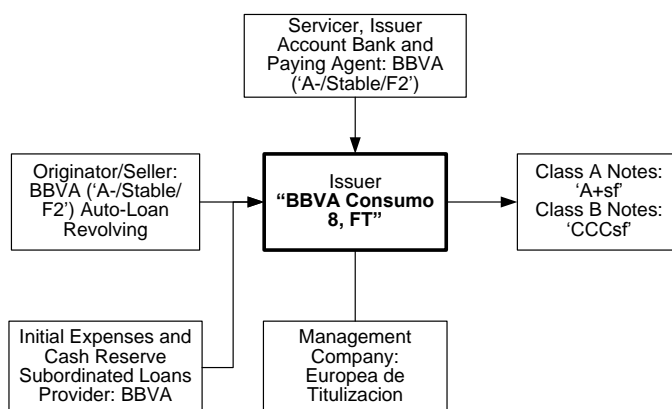 Servicer, Issuer
Account Bank and
Paying Agent: BBVA
(‘A-/Stable/F2’)
Originator/Seller:
BBVA (‘A-/Stable/
F2’) Auto-Loan
Revolving
Issuer
“BBVA Consumo
8, FT”
Class A Notes:
‘A+sf’
Class B Notes:
‘CCCsf’
Initial Expenses and
Cash Reserve
Subordinated Loans
Provider: BBVA
Management
Company:
Europea de
Titulizacion